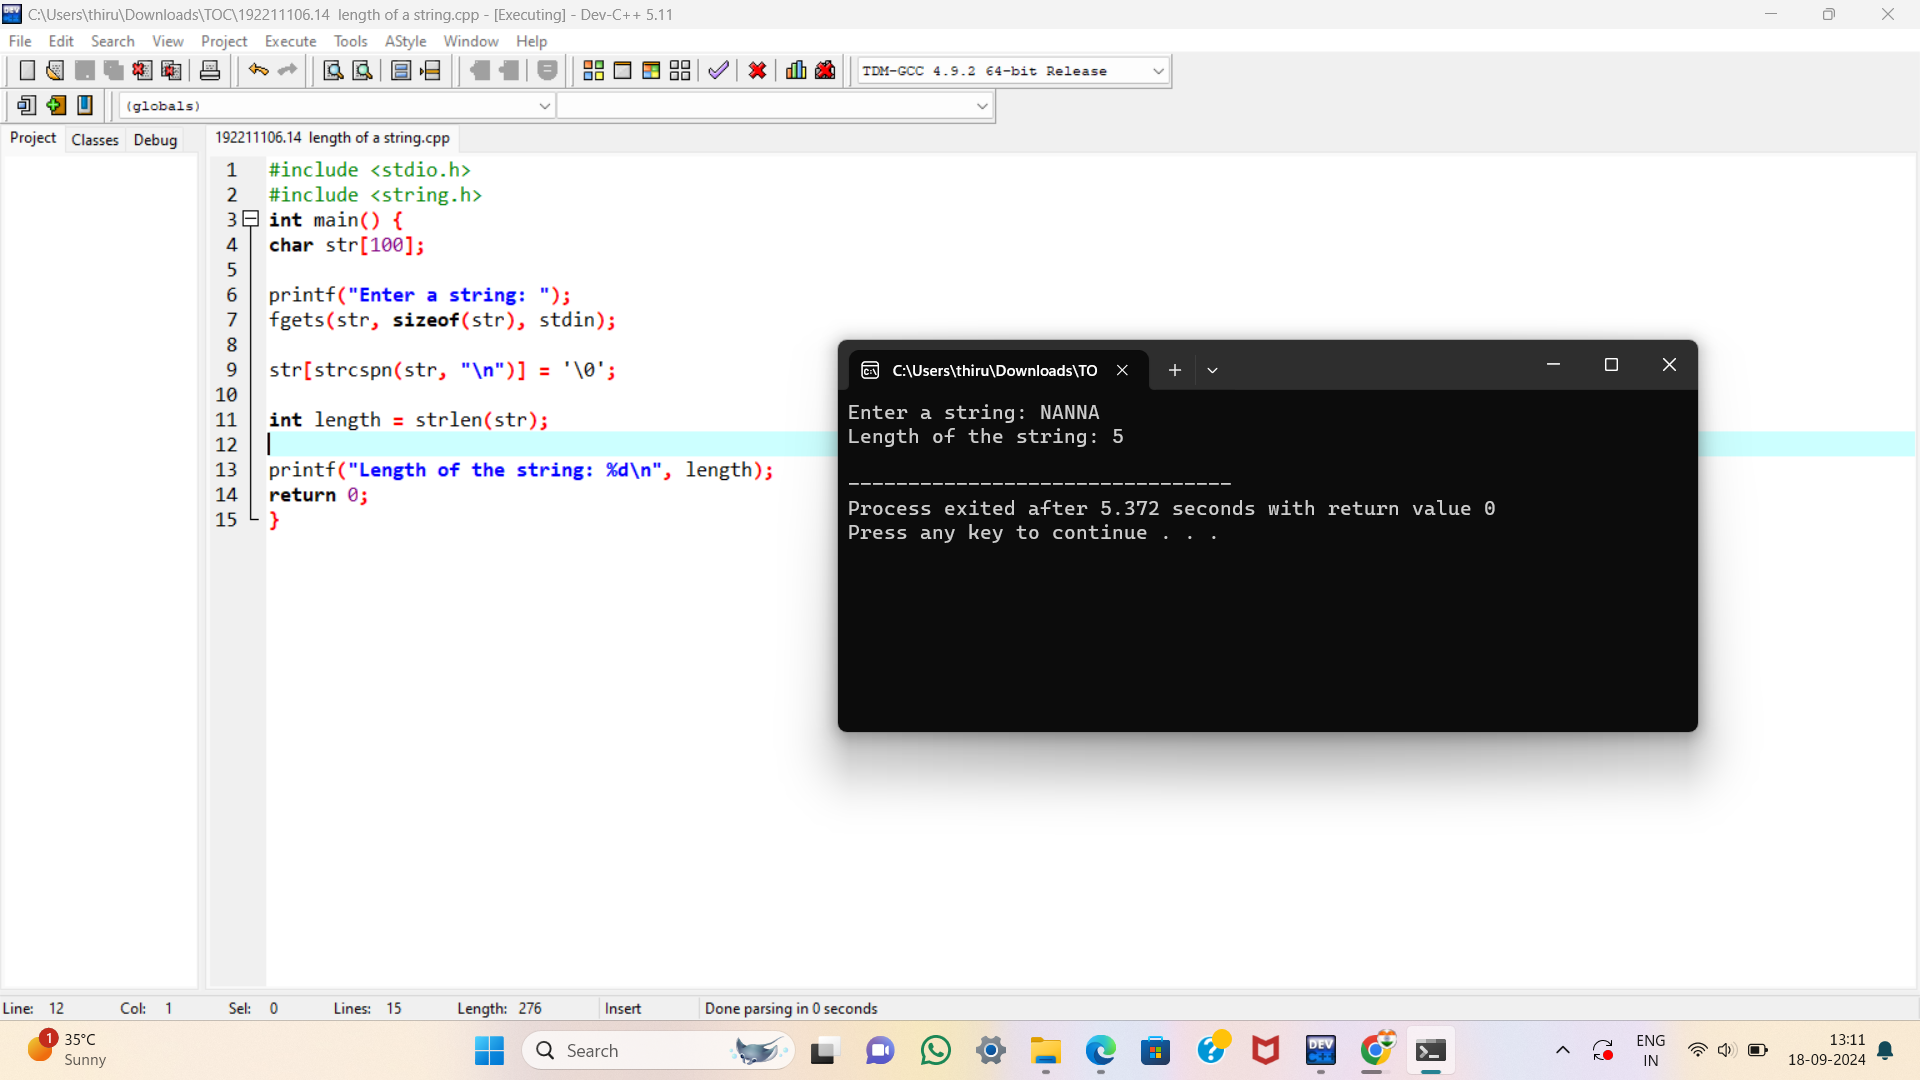 C:\Users\thiru\Downloads\TOC\192211106.14  length of a string.cpp - [Executing] - Dev-C++ 5.11
File Edit Search View Project Execute Tools AStyle Window Help
TDM-GCC 4.9.2 64-bit Release
(globals)
Project Classes Debug
192211106.14  length of a string.cpp
1 #include <stdio.h>
2 #include <string.h>
3 int main() {
4 char str[100];
5
6 printf("Enter a string: ");
7 fgets(str, sizeof(str), stdin);
8
9 str[strcspn(str, "\n")] = '\0';
10
11 int length = strlen(str);
12
13 printf("Length of the string: %d\n", length);
14 return 0;
15 }
C:\Users\thiru\Downloads\TO
Enter a string: NANNA
Length of the string: 5
--------------------------------
Process exited after 5.372 seconds with return value 0
Press any key to continue . . .
Line: 12 Col: 1 Sel: 0 Lines: 15 Length: 276 Insert Done parsing in 0 seconds
1
35°C
Sunny
Search
DEV
C++
ENG
IN
13:11
18-09-2024